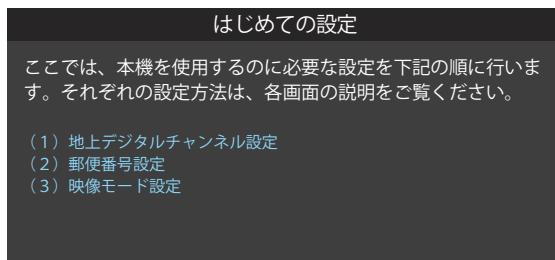 はじめての設定
ここでは、本機を使用するのに必要な設定を下記の順に行いま
す。それぞれの設定方法は、各画面の説明をご覧ください。
（1）地上デジタルチャンネル設定
（2）郵便番号設定
（3）映像モード設定